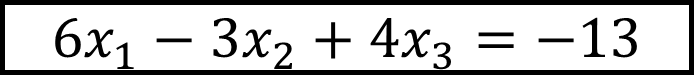 6x₁ − 3x₂ + 4x₃ = −13